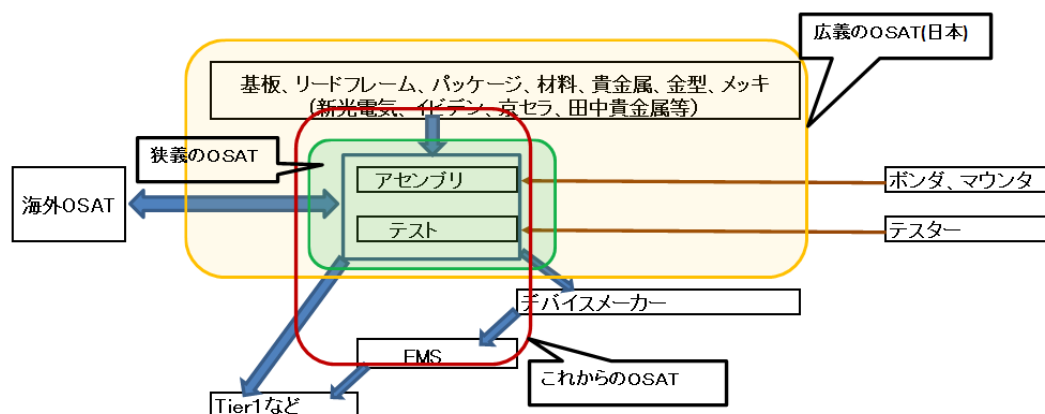 広義のOSAT(日本)
基板、リードフレーム、パッケージ、材料、貴金属、金型、メッキ
(新光電気、イビデン、京セラ、田中貴金属等)
狭義のOSAT
アセンブリ
ボンダ、マウンタ
海外OSAT
テスト
テスター
デバイスメーカー
EMS
これからのOSAT
Tier1など